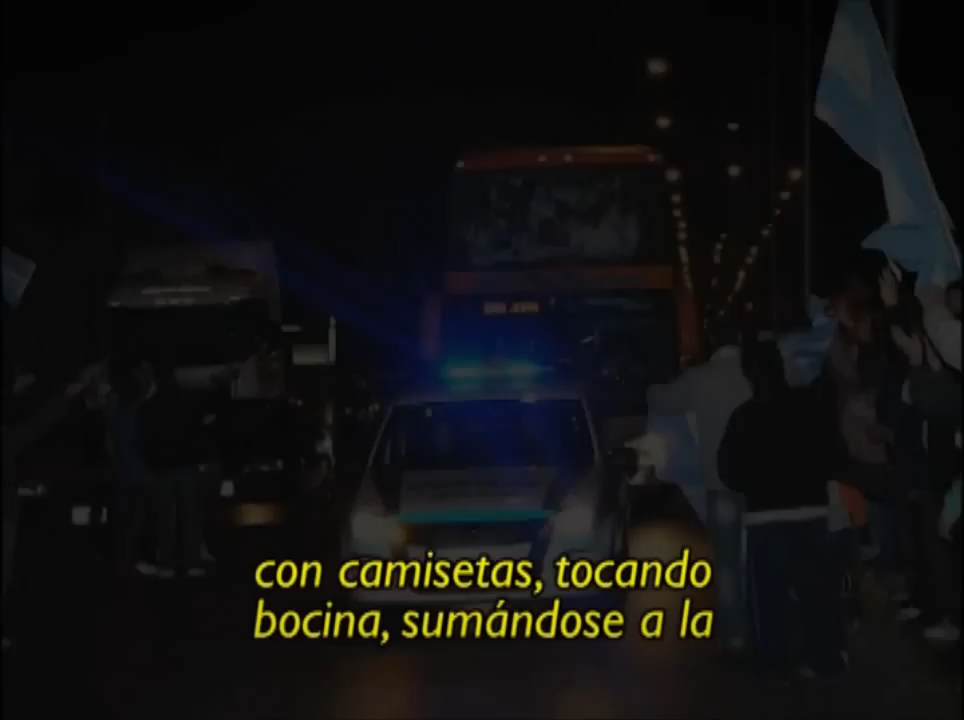 con camisetas, tocando
bocina, sumándose a la